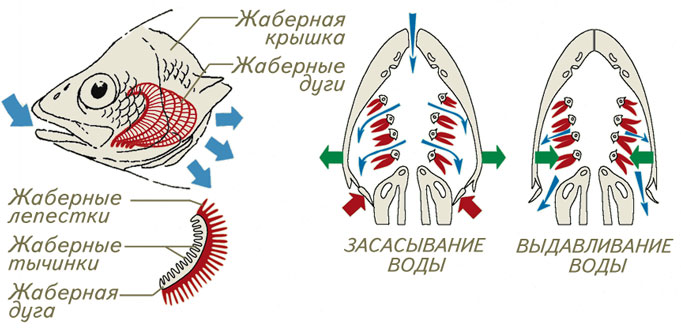 Жаберная
крышка
Жаберные
дуги
Жаберные
лепестки
Жаберные
тычинки
Жаберная
дуга
ЗАСАСЫВАНИЕ
ВОДЫ
ВЫДАВЛИВАНИЕ
ВОДЫ